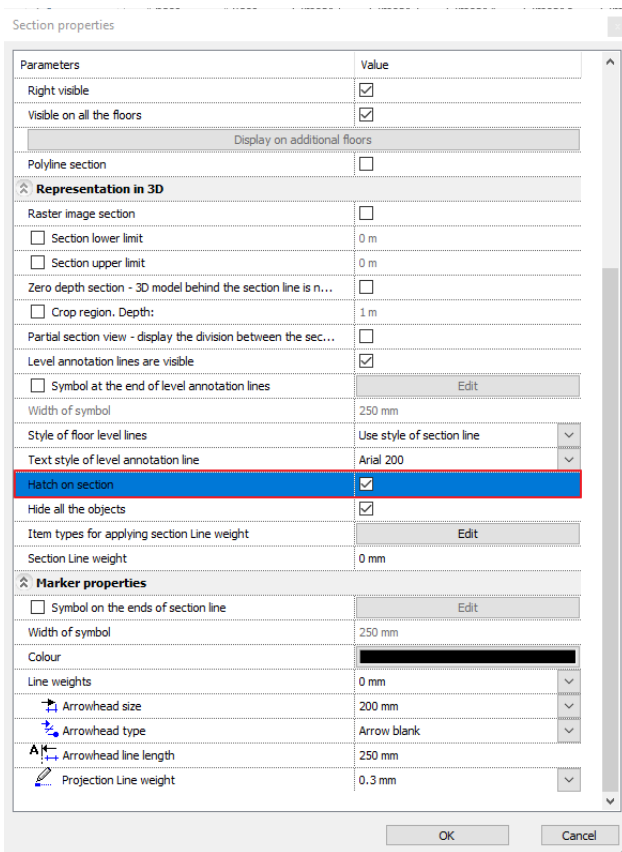 Section properties
Parameters Value
Right visible
Visible on all the floors
Display on additional floors
Polyline section
Representation in 3D
Raster image section
Section lower limit 0 m
Section upper limit 0 m
Zero depth section - 3D model behind the section line is n...
Crop region. Depth: 1 m
Partial section view - display the division between the sec...
Level annotation lines are visible
Symbol at the end of level annotation lines Edit
Width of symbol 250 mm
Style of floor level lines Use style of section line
Text style of level annotation line Arial 200
Hatch on section
Hide all the objects
Item types for applying section Line weight Edit
Section Line weight 0 mm
Marker properties
Symbol on the ends of section line Edit
Width of symbol 250 mm
Colour
Line weights 0 mm
Arrowhead size 200 mm
Arrowhead type Arrow blank
A Arrowhead line length 250 mm
Projection Line weight 0.3 mm
OK Cancel